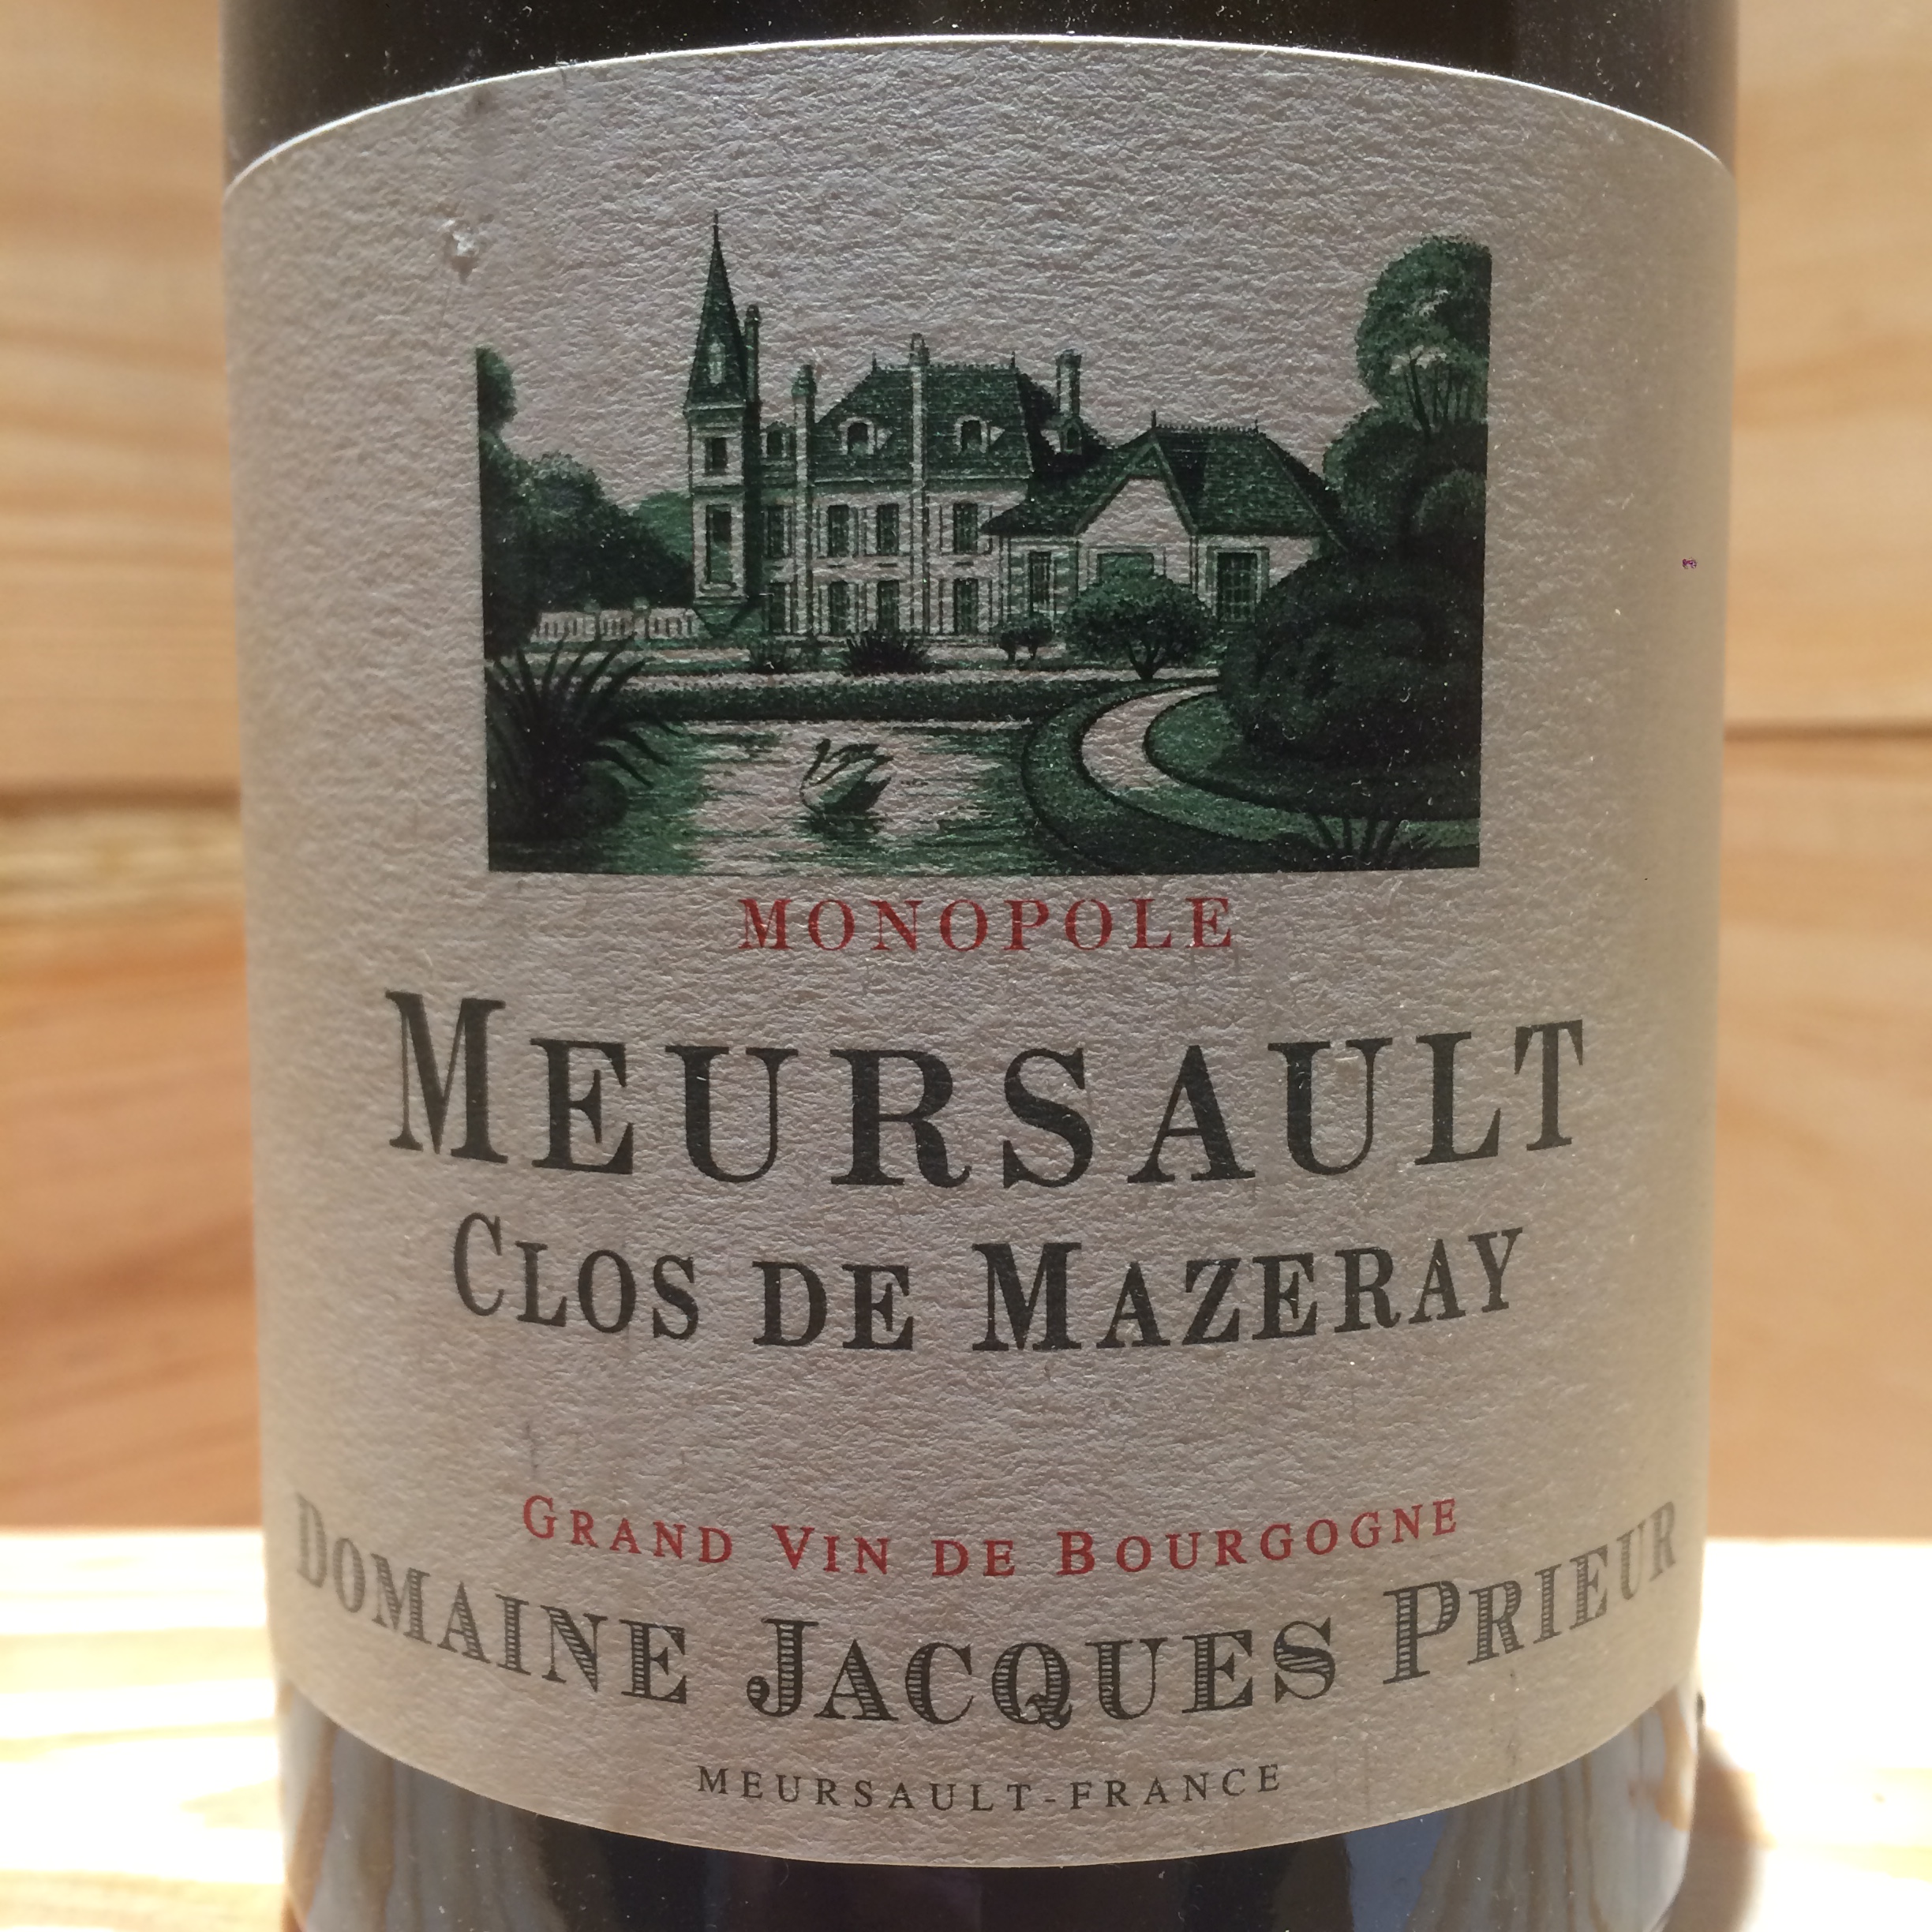 MONOPOLE
MEURSAULT
CLOS DE MAZERAY
GRAND VIN DE BOURGOGNE
DOMAINE JACQUES PRIEUR
MEURSAULT-FRANCE